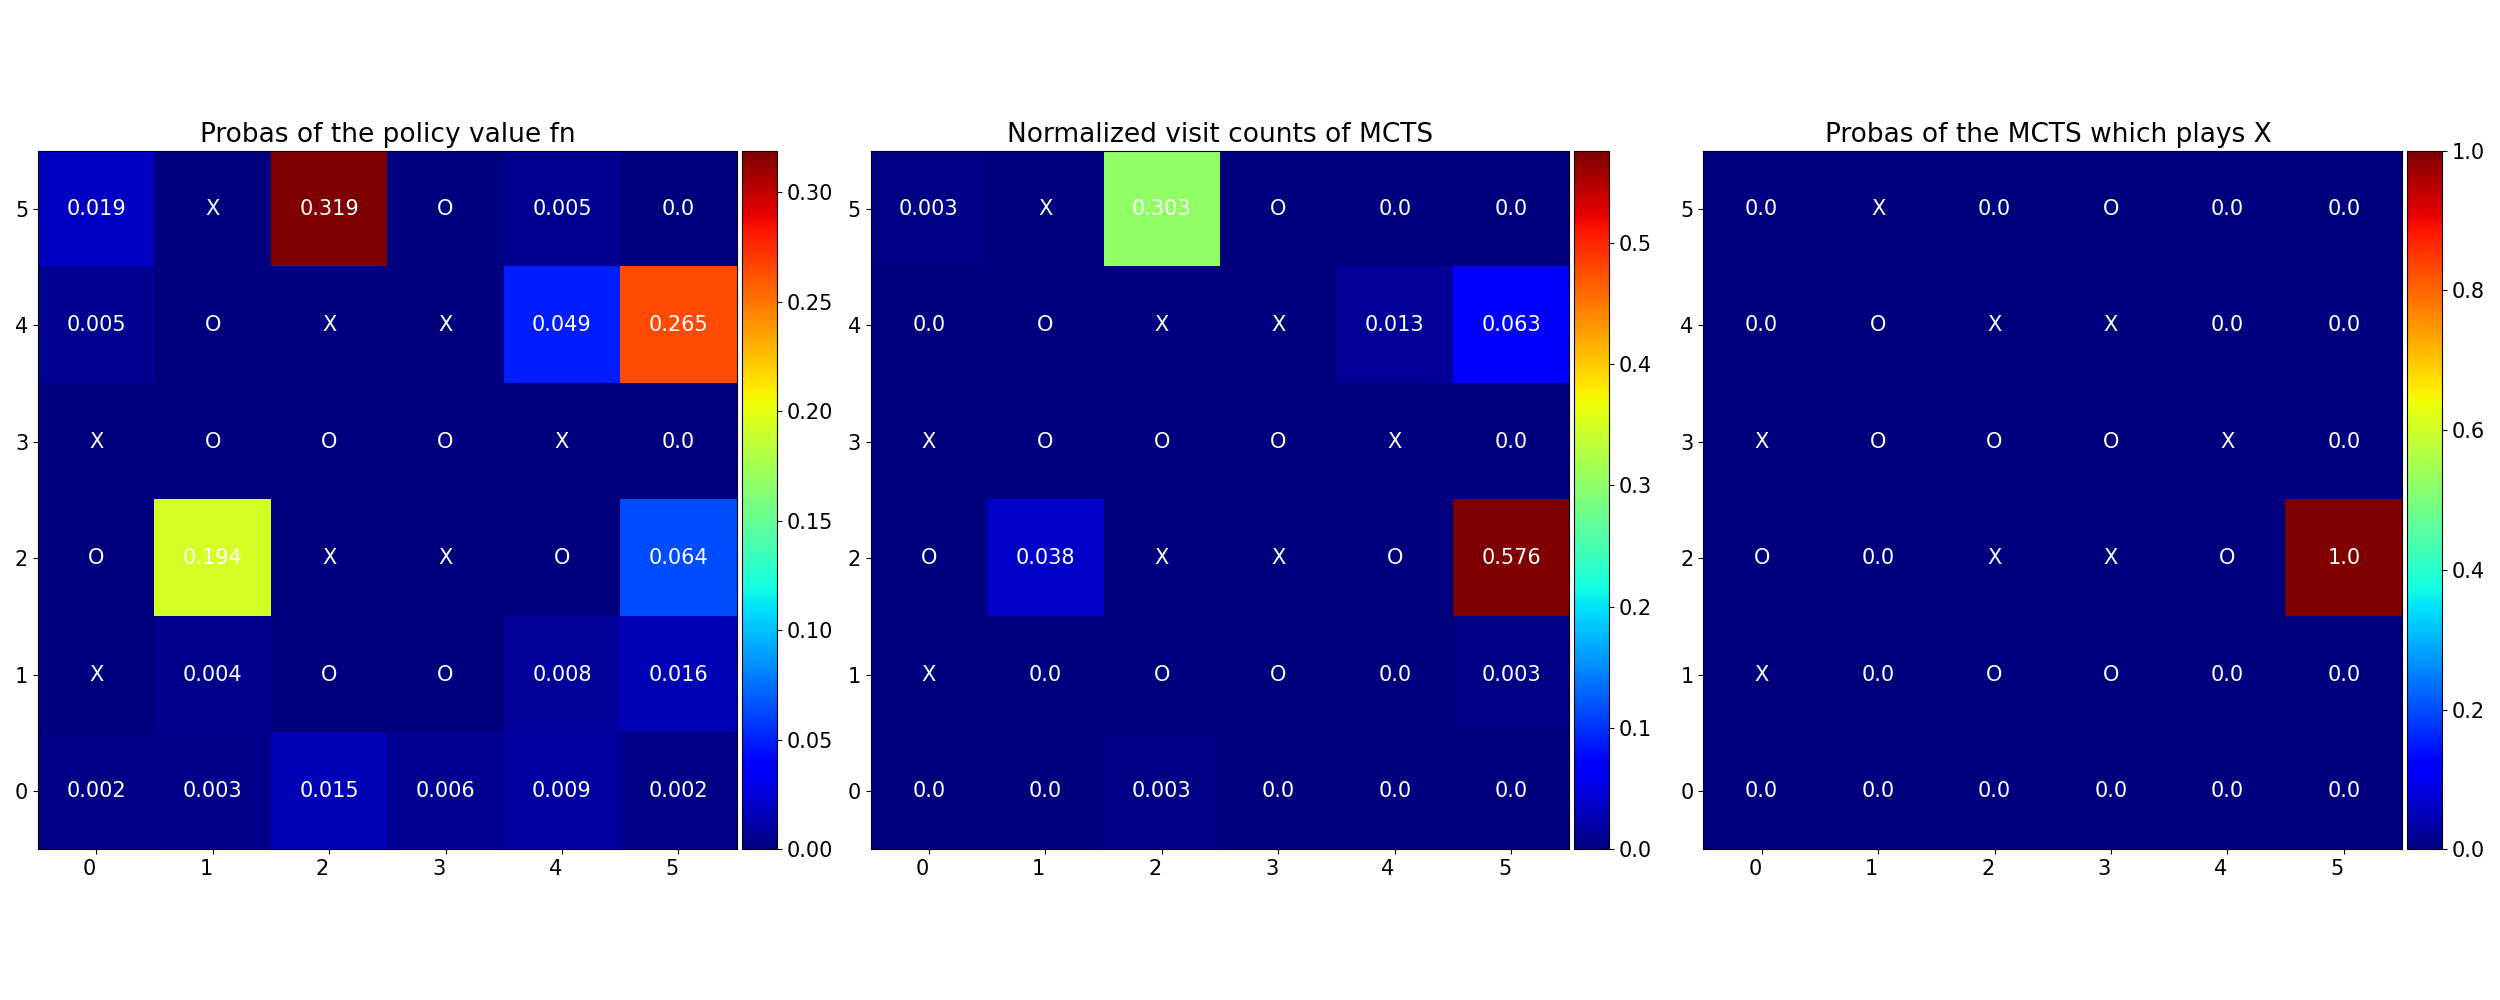 Probas of the policy value fn
5 0.019 X 0.319 O 0.005 0.0
4 0.005 O X X 0.049 0.265
3 X O O O X 0.0
2 O 0.194 X X O 0.064
1 X 0.004 O O 0.008 0.016
0 0.002 0.003 0.015 0.006 0.009 0.002
0 1 2 3 4 5
0.30
0.25
0.20
0.15
0.10
0.05
0.00
Normalized visit counts of MCTS
5 0.003 X 0.303 O 0.0 0.0
4 0.0 O X X 0.013 0.063
3 X O O O X 0.0
2 O 0.038 X X O 0.576
1 X 0.0 O O 0.0 0.003
0 0.0 0.0 0.003 0.0 0.0 0.0
0 1 2 3 4 5
0.5
0.4
0.3
0.2
0.1
0.0
Probas of the MCTS which plays X
5 0.0 X 0.0 O 0.0 0.0
4 0.0 O X X 0.0 0.0
3 X O O O X 0.0
2 O 0.0 X X O 1.0
1 X 0.0 O O 0.0 0.0
0 0.0 0.0 0.0 0.0 0.0 0.0
0 1 2 3 4 5
1.0
0.8
0.6
0.4
0.2
0.0